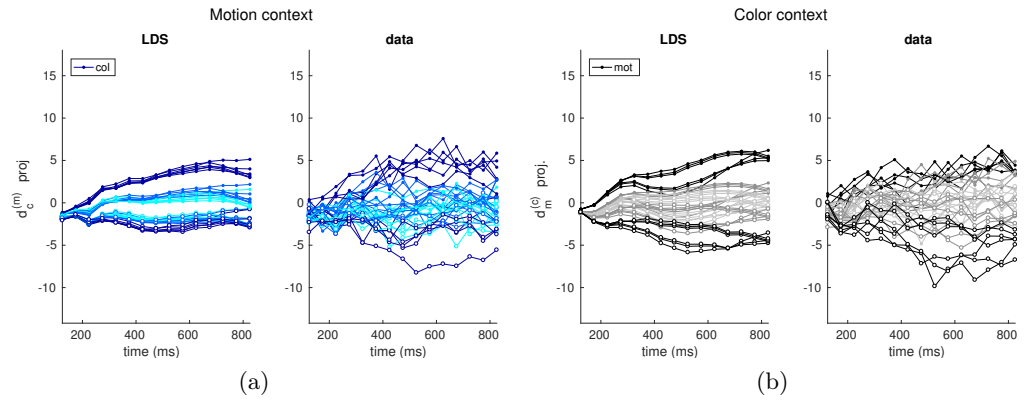 Motion context
Color context
LDS
data
LDS
data
col
mot
15
10
5
0
-5
-10
15
10
5
0
-5
-10
15
10
5
0
-5
-10
15
10
5
0
-5
-10
d_c^(m) proj
d_m^(c) proj.
200 400 600 800
200 400 600 800
200 400 600 800
200 400 600 800
time (ms)
time (ms)
time (ms)
time (ms)
(a)
(b)